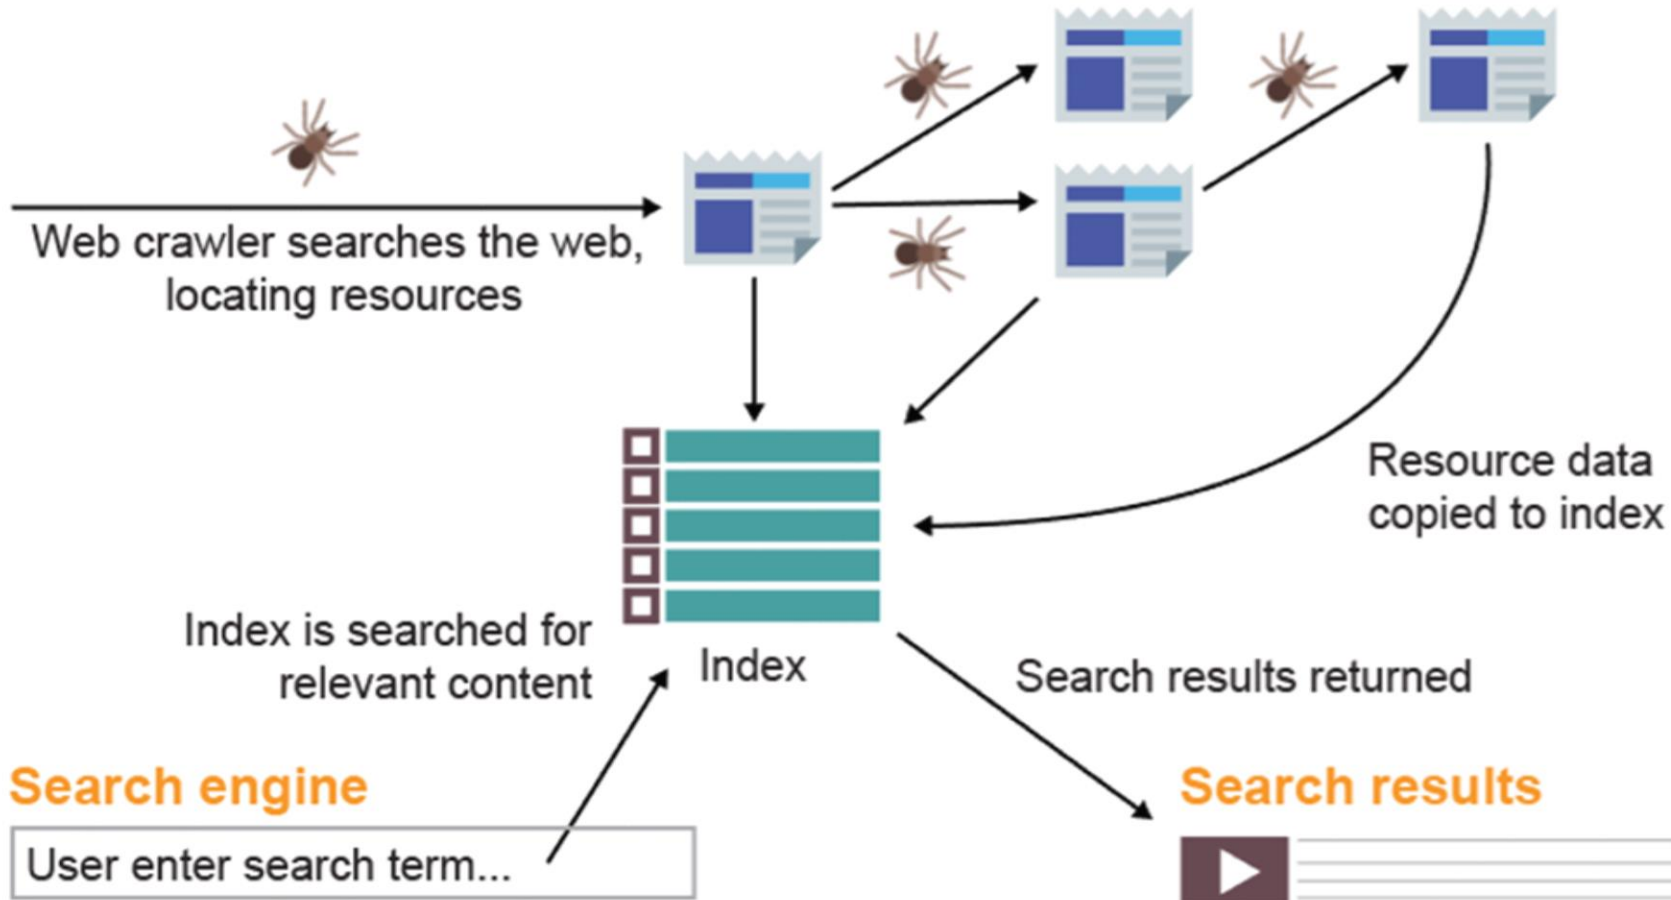 Web crawler searches the web,
locating resources
Resource data
copied to index
Index is searched for
relevant content
Index
Search results returned
Search engine
User enter search term...
Search results